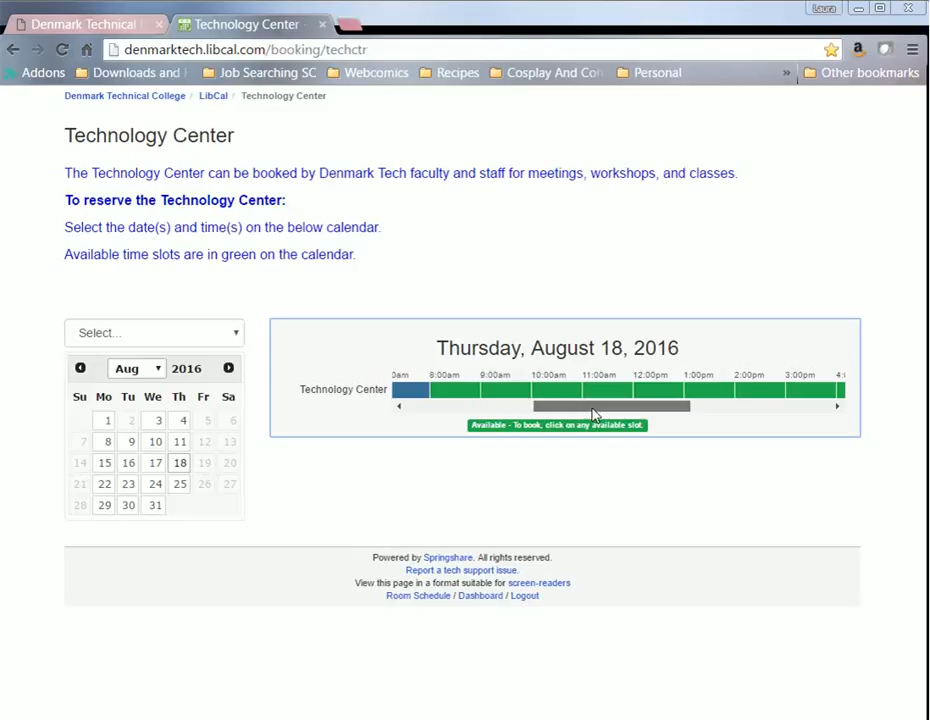 Laura
Denmark Technical
Technology Center
denmarktech.libcal.com/booking/techctr
Addons Downloads and Job Searching SC Webcomics Recipes Cosplay And Co Personal » Other bookmarks
Denmark Technical College / LibCal / Technology Center
Technology Center
The Technology Center can be booked by Denmark Tech faculty and staff for meetings, workshops, and classes.
To reserve the Technology Center:
Select the date(s) and time(s) on the below calendar.
Available time slots are in green on the calendar.
Select...
Aug 2016
Su Mo Tu We Th Fr Sa
1 2 3 4 5 6
7 8 9 10 11 12 13
14 15 16 17 18 19 20
21 22 23 24 25 26 27
28 29 30 31
Thursday, August 18, 2016
8:00am 9:00am 10:00am 11:00am 12:00pm 1:00pm 2:00pm 3:00pm
Technology Center
Available - To book, click on any available slot.
Powered by Springshare. All rights reserved.
Report a tech support issue.
View this page in a format suitable for screen-readers
Room Schedule / Dashboard / Logout